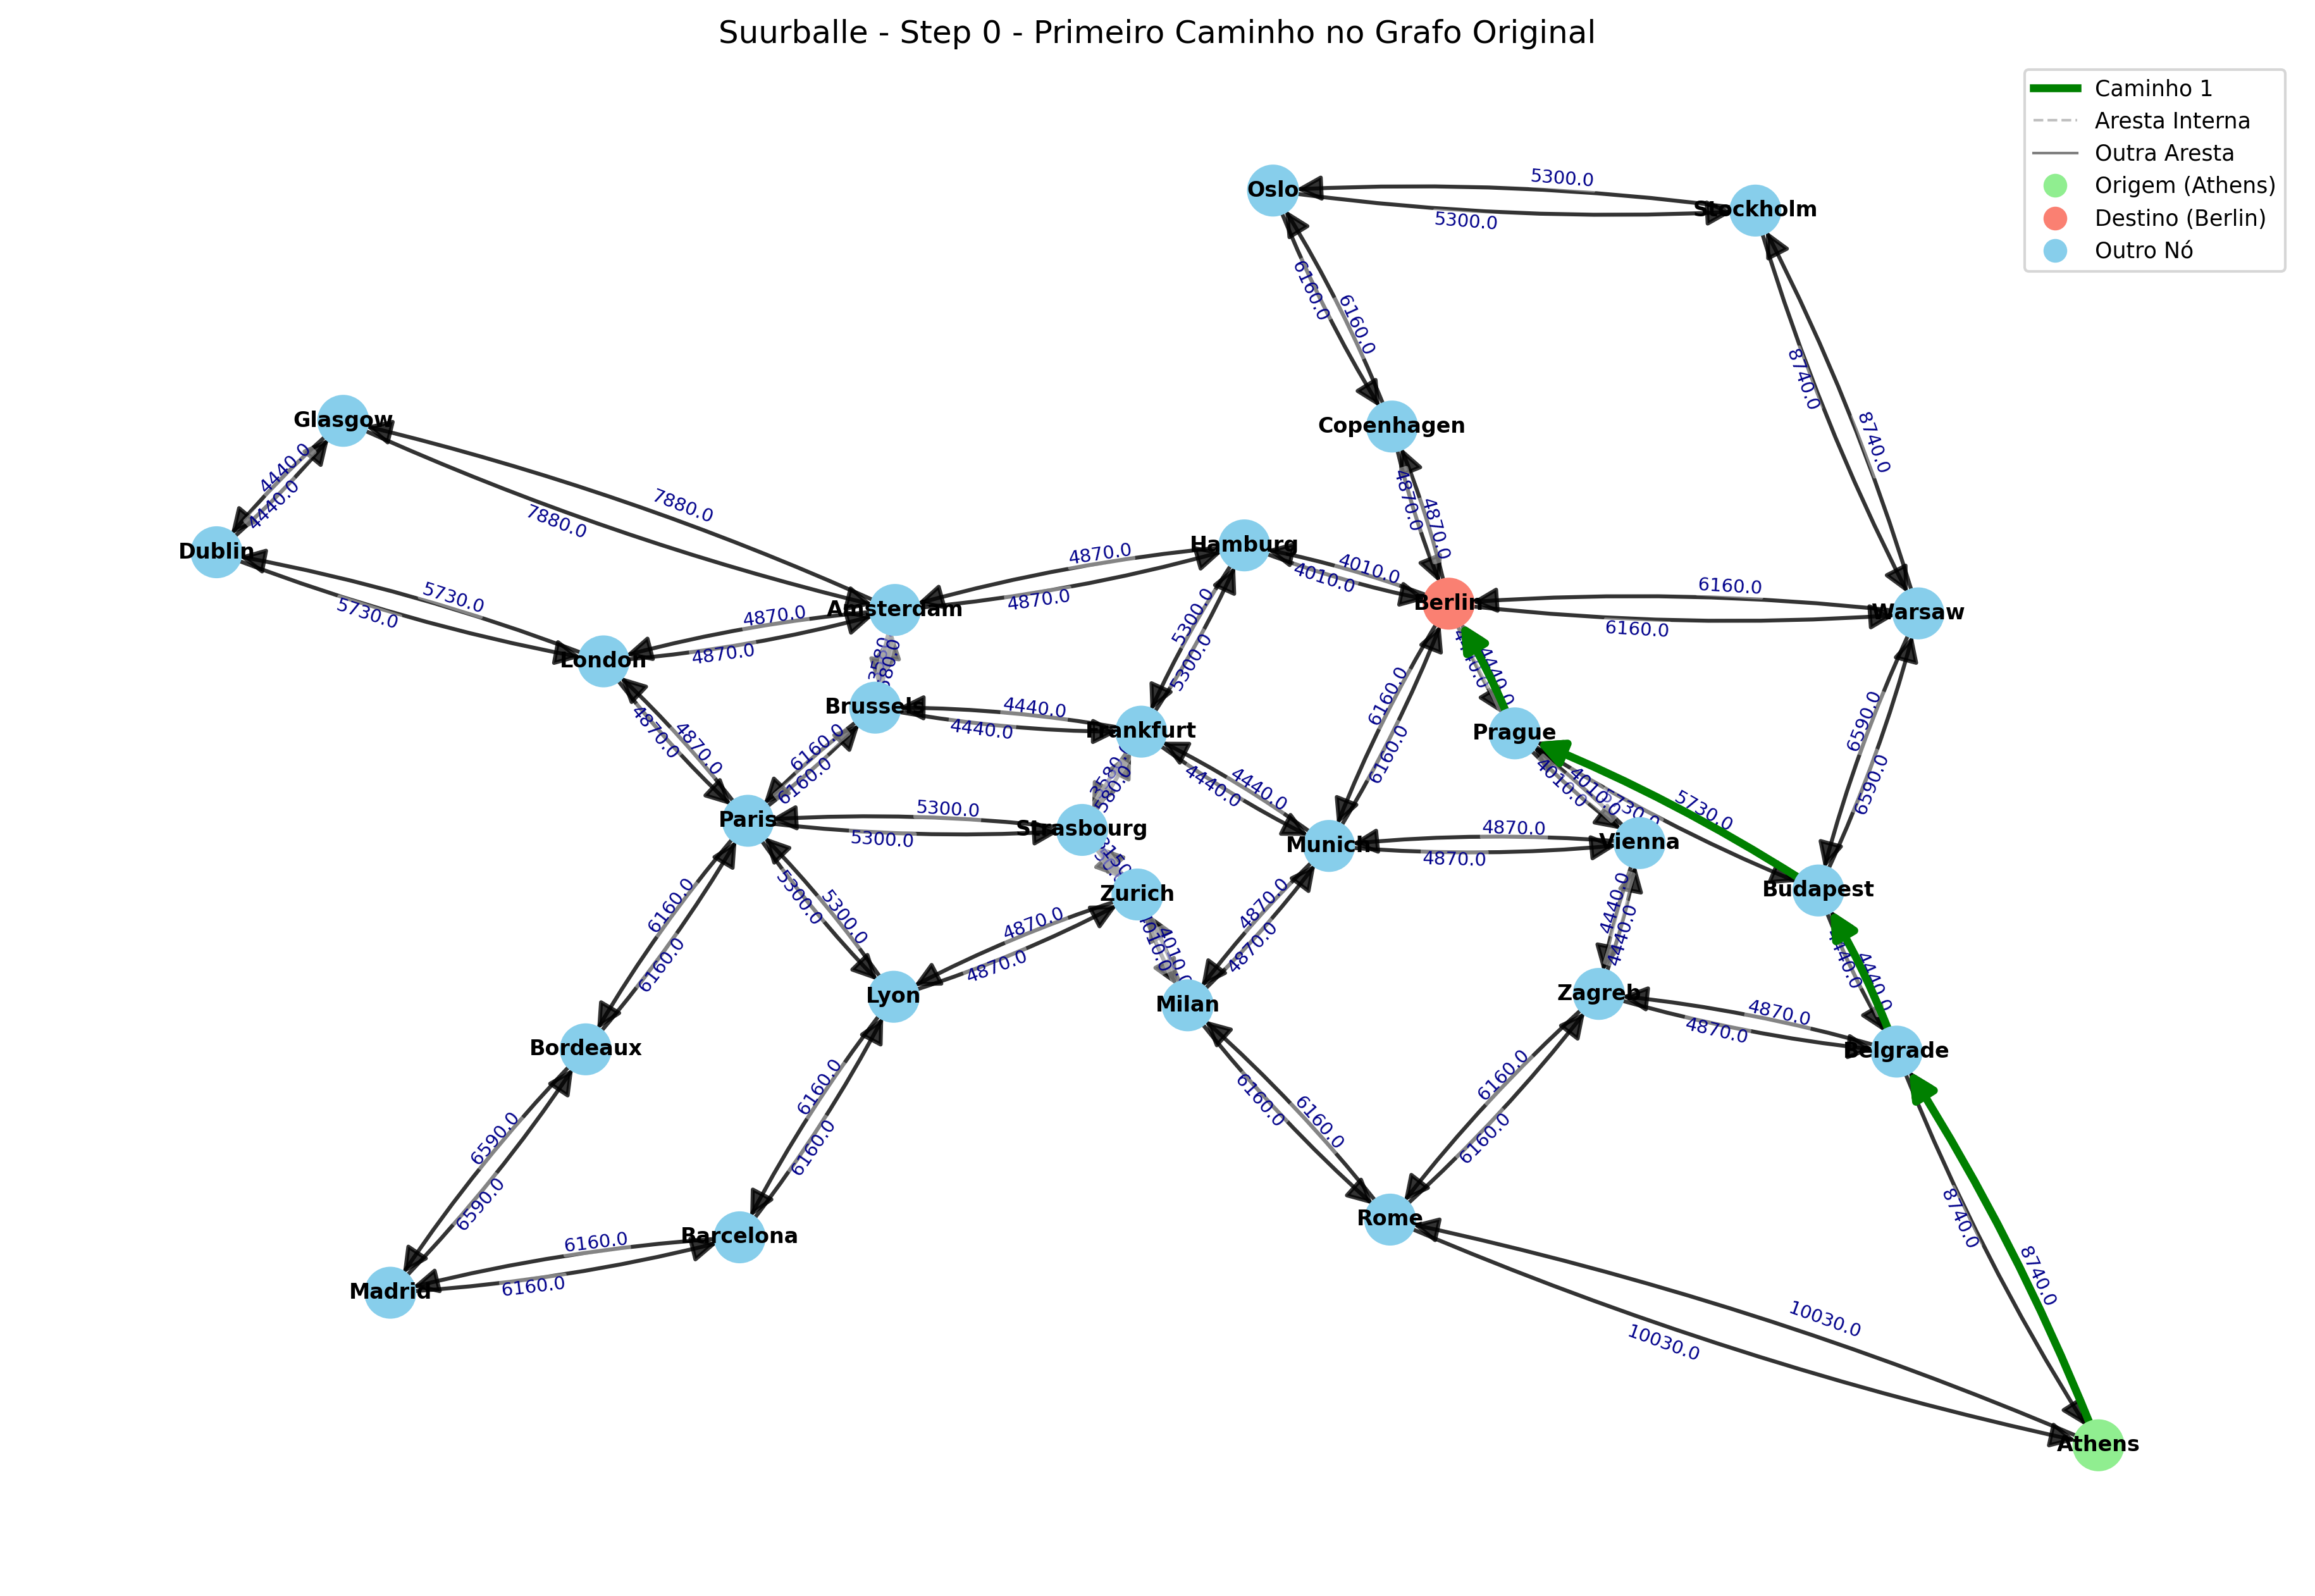 Suurballe - Step 0 - Primeiro Caminho no Grafo Original
Caminho 1
Aresta Interna
Outra Aresta
Origem (Athens)
Destino (Berlin)
Outro Nó
Oslo
5300.0
5300.0
Stockholm
6160.0
6160.0
8740.0
8740.0
Glasgow
Copenhagen
4440.0
4440.0
7880.0
7880.0
4870.0
4870.0
Dublin
Hamburg
4870.0
4870.0
4010.0
4010.0
5730.0
5730.0
Amsterdam
Berlin
6160.0
6160.0
Warsaw
4870.0
4870.0
London
5300.0
5300.0
6160.0
6160.0
4440.0
6590.0
6590.0
Brussels
4440.0
4440.0
Frankfurt
Prague
4870.0
4870.0
6160.0
6160.0
4440.0
4440.0
4010.0
4010.0
5730.0
5730.0
Paris
5300.0
5300.0
Strasbourg
Munich
4870.0
4870.0
Vienna
Zurich
Budapest
5300.0
5300.0
6160.0
6160.0
4870.0
4870.0
4010.0
4010.0
4870.0
4870.0
4440.0
4440.0
4440.0
4440.0
Lyon
Milan
Zagreb
4870.0
4870.0
Bordeaux
Belgrade
6160.0
6160.0
6160.0
6160.0
6160.0
6160.0
6590.0
6590.0
Barcelona
Rome
8740.0
8740.0
Madrid
6160.0
6160.0
10030.0
10030.0
Athens